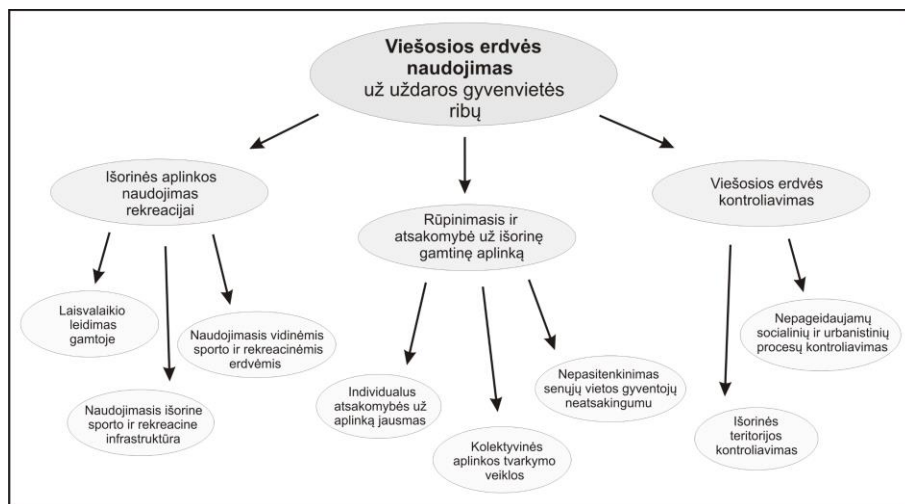 Viešosios erdvės
naudojimas
už uždaros gyvenvietės
ribų
Išorinės aplinkos
naudojimas
rekreacijai
Rūpinimasis ir
atsakomybė už išorinę
gamtinę aplinką
Viešosios erdvės
kontroliavimas
Laisvalaikio
leidimas
gamtoje
Naudojimasis vidinėmis
sporto ir rekreacinėmis
erdvėmis
Naudojimasis išorine
sporto ir rekreacine
infrastruktūra
Individualus
atsakomybės už
aplinką jausmas
Kolektyvinės
aplinkos tvarkymo
veiklos
Nepasitenkinimas
senųjų vietos gyventojų
neatsakingumu
Nepageidaujamų
socialinių ir urbanistinių
procesų kontroliavimas
Išorinės
teritorijos
kontroliavimas